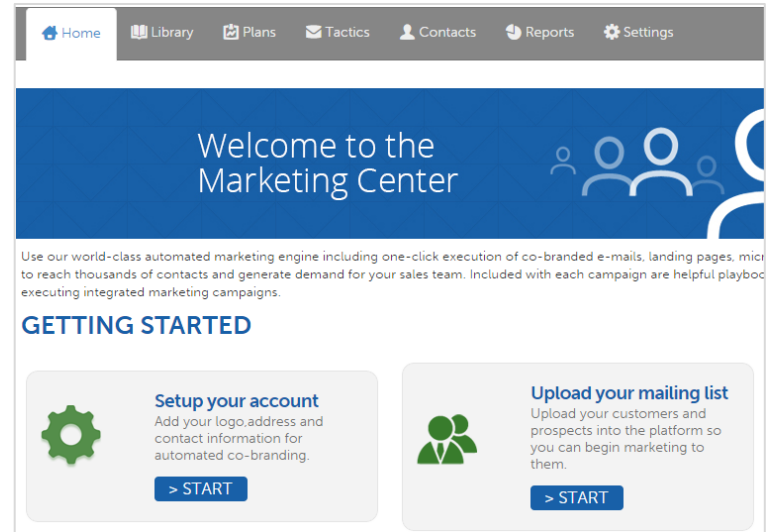 Home Library Plans Tactics Contacts Reports Settings
Welcome to the
Marketing Center
Use our world-class automated marketing engine including one-click execution of co-branded e-mails, landing pages,
to reach thousands of contacts and generate demand for your sales team. Included with each campaign are helpful
executing integrated marketing campaigns.
GETTING STARTED
Setup your account
Add your logo,address and
contact information for
automated co-branding.
> START
Upload your mailing list
Upload your customers and
prospects into the platform so
you can begin marketing to
them.
> START